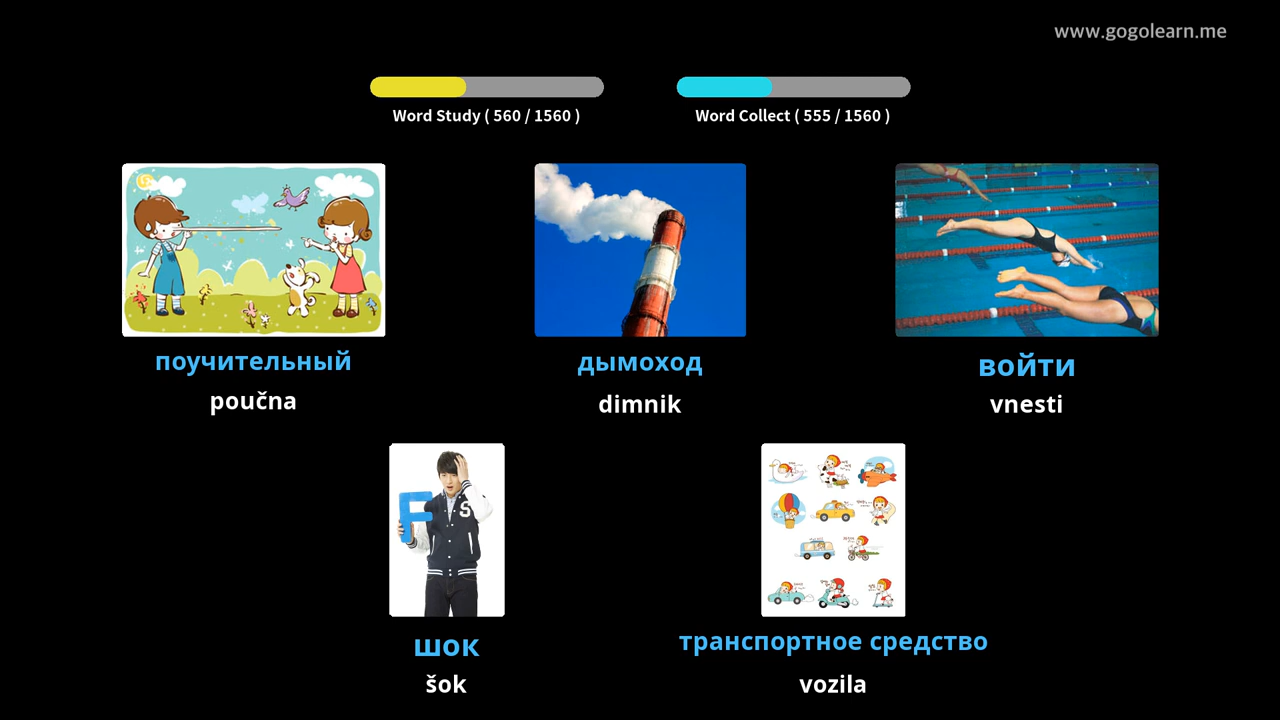 www.gogolearn.me
Word Study ( 560 / 1560 )
Word Collect ( 555 / 1560 )
поучительный
poučna
дымоход
dimnik
войти
vnesti
F
S
шок
šok
транспортное средство
vozila